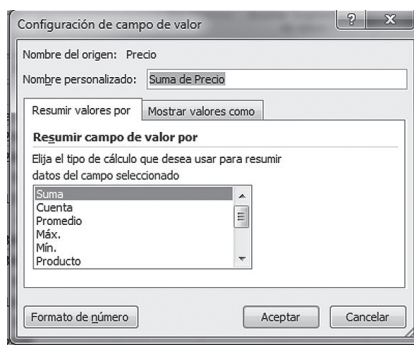 Configuración de campo de valor
Nombre del origen: Precio
Nombre personalizado: Suma de Precio
Resumir valores por Mostrar valores como
Resumir campo de valor por
Elija el tipo de cálculo que desea usar para resumir
datos del campo seleccionado
Suma
Cuenta
Promedio
Máx.
Mín.
Producto
Formato de número Aceptar Cancelar